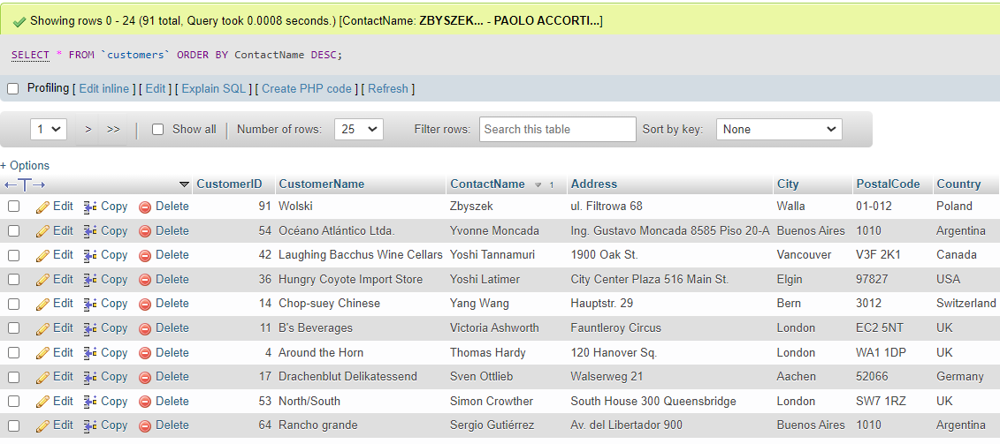 Showing rows 0 - 24 (91 total, Query took 0.0008 seconds.) [ContactName: ZBYSZEK... - PAOLO ACCORTI...]
SELECT * FROM `customers` ORDER BY ContactName DESC;
Profiling [ Edit inline ] [ Edit ] [ Explain SQL ] [ Create PHP code ] [ Refresh ]
1 > >> | Show all | Number of rows: 25 Filter rows: Search this table Sort by key: None
+ Options
CustomerID CustomerName ContactName 1 Address City PostalCode Country
Edit Copy Delete 91 Wolski Zbyszek ul. Filtrowa 68 Walla 01-012 Poland
Edit Copy Delete 54 Océano Atlántico Ltda. Yvonne Moncada Ing. Gustavo Moncada 8585 Piso 20-A Buenos Aires 1010 Argentina
Edit Copy Delete 42 Laughing Bacchus Wine Cellars Yoshi Tannamuri 1900 Oak St. Vancouver V3F 2K1 Canada
Edit Copy Delete 36 Hungry Coyote Import Store Yoshi Latimer City Center Plaza 516 Main St. Elgin 97827 USA
Edit Copy Delete 14 Chop-suey Chinese Yang Wang Hauptstr. 29 Bern 3012 Switzerland
Edit Copy Delete 11 B's Beverages Victoria Ashworth Fauntleroy Circus London EC2 5NT UK
Edit Copy Delete 4 Around the Horn Thomas Hardy 120 Hanover Sq. London WA1 1DP UK
Edit Copy Delete 17 Drachenblut Delikatessend Sven Ottlieb Walserweg 21 Aachen 52066 Germany
Edit Copy Delete 53 North/South Simon Crowther South House 300 Queensbridge London SW7 1RZ UK
Edit Copy Delete 64 Rancho grande Sergio Gutiérrez Av. del Libertador 900 Buenos Aires 1010 Argentina